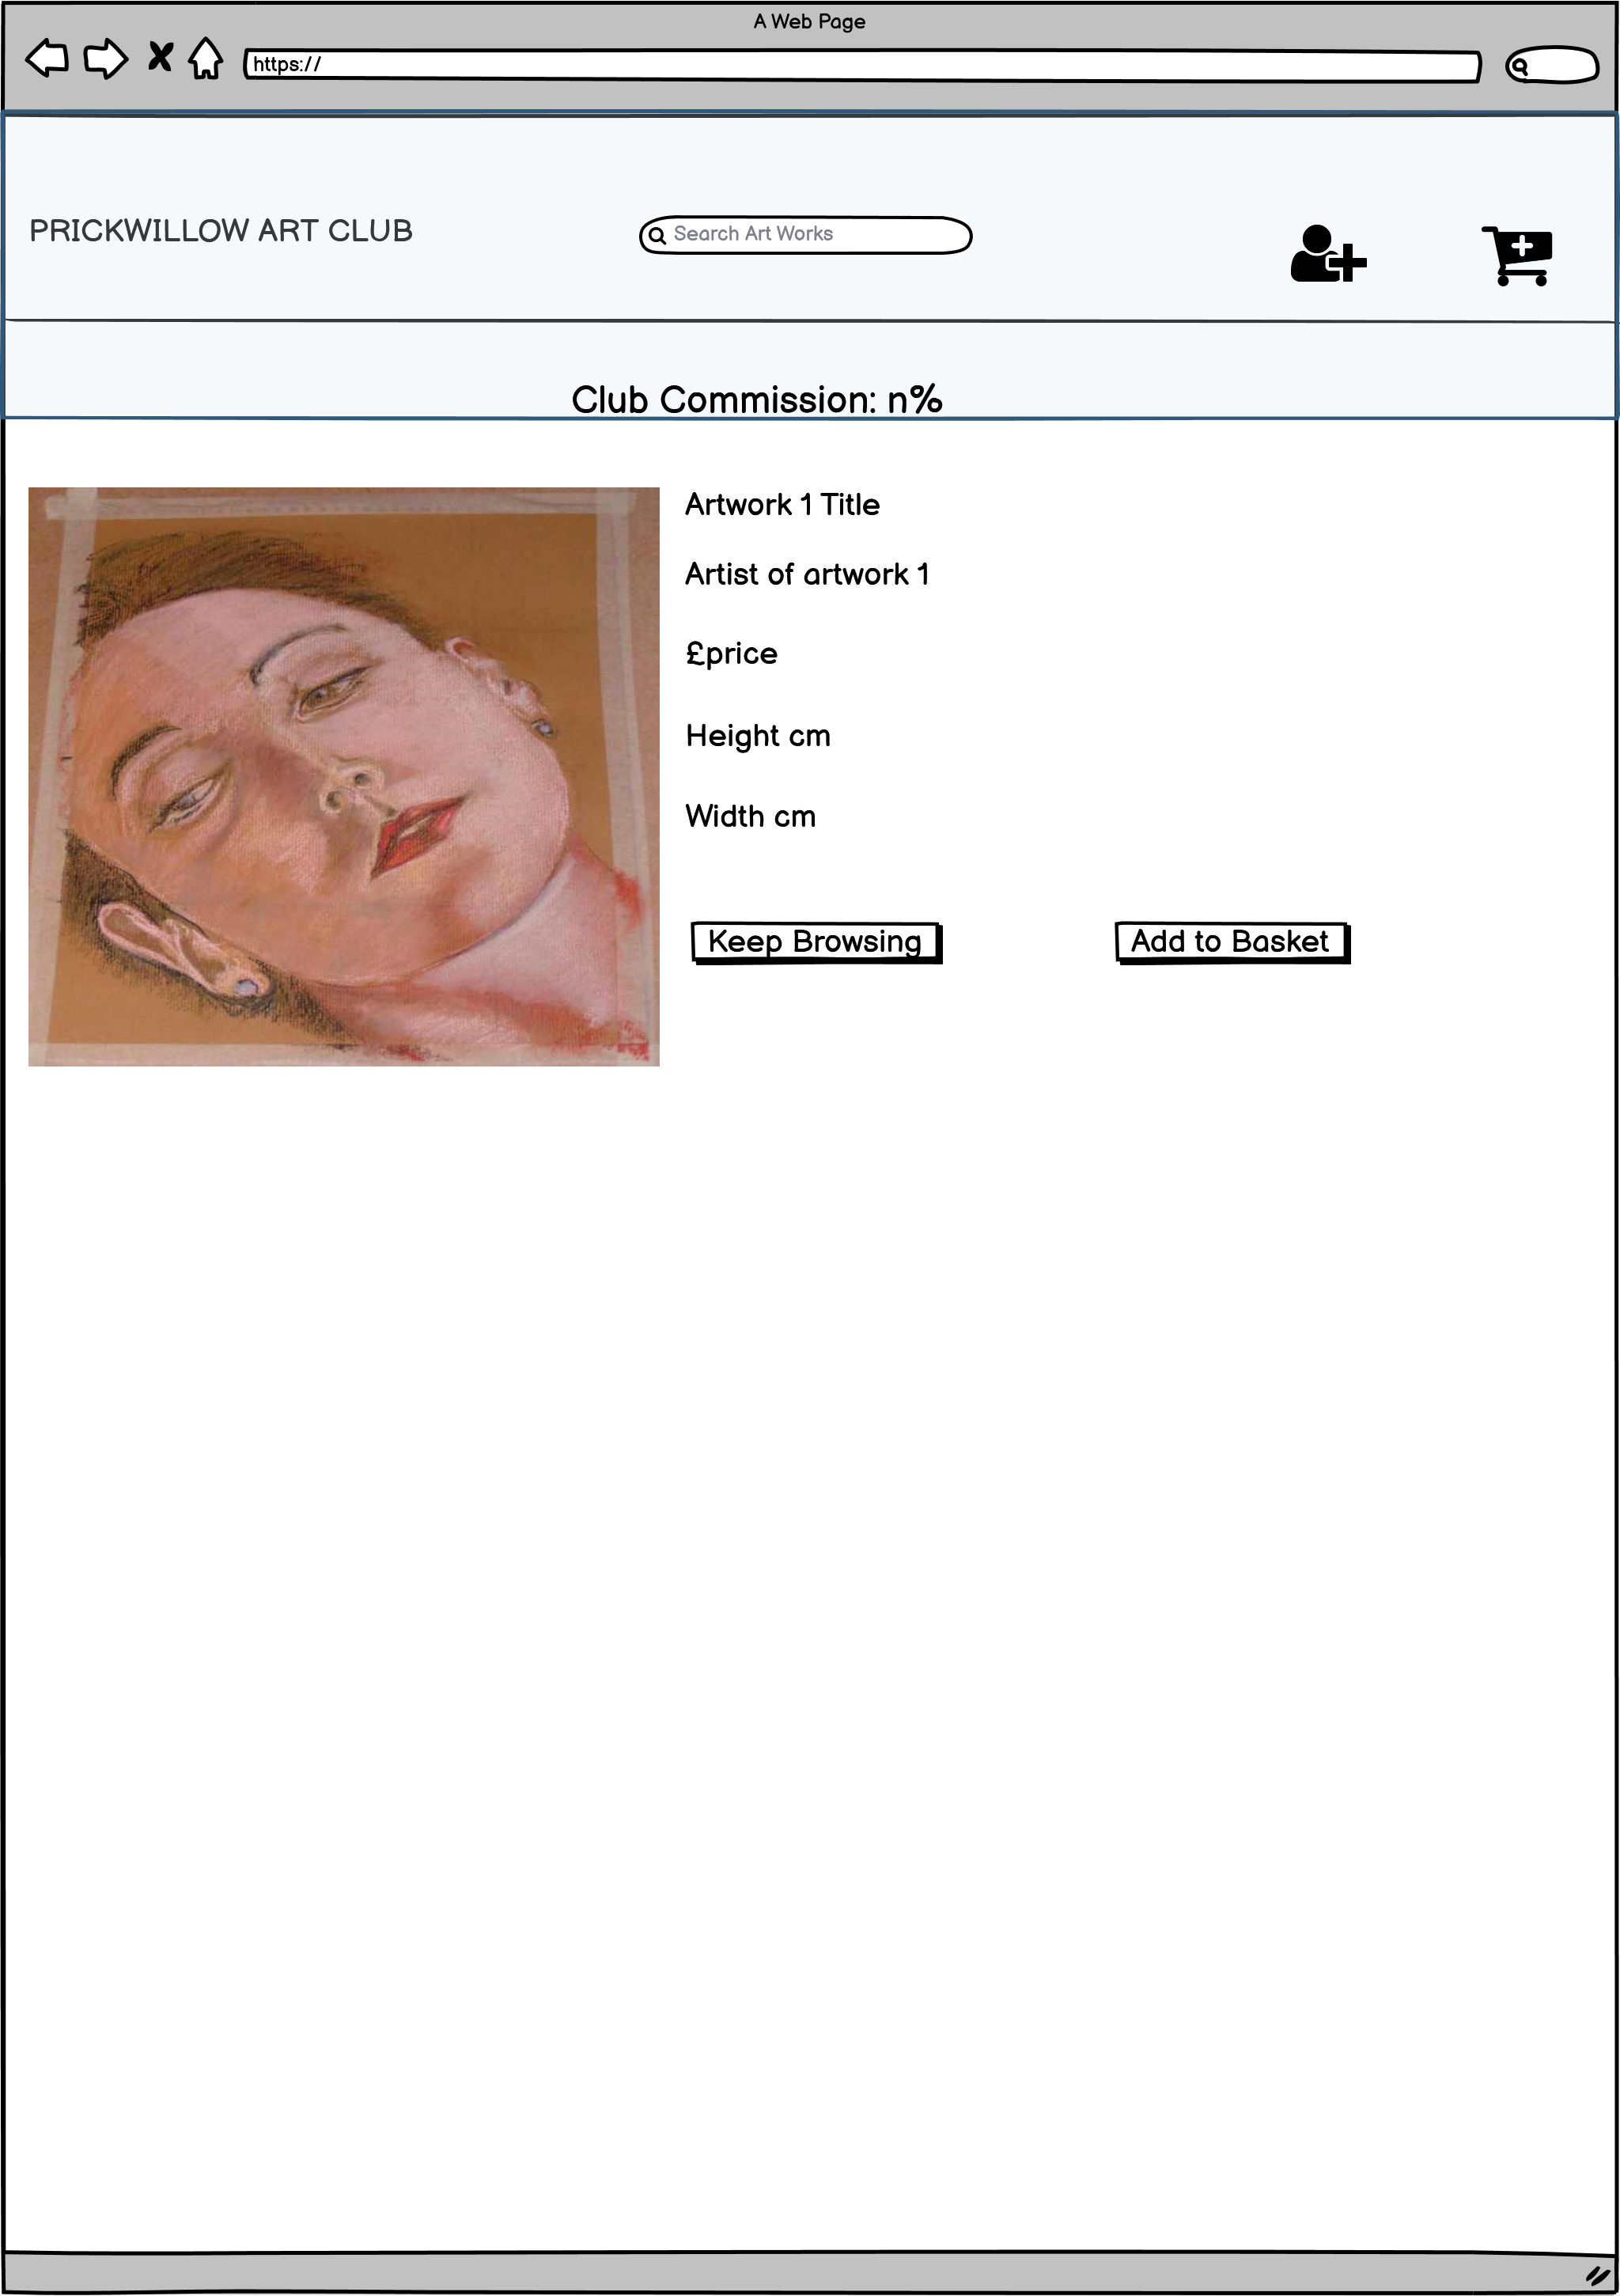 A Web Page
https://
PRICKWILLOW ART CLUB
Search Art Works
Club Commission: n%
Artwork 1 Title
Artist of artwork 1
£price
Height cm
Width cm
Keep Browsing
Add to Basket